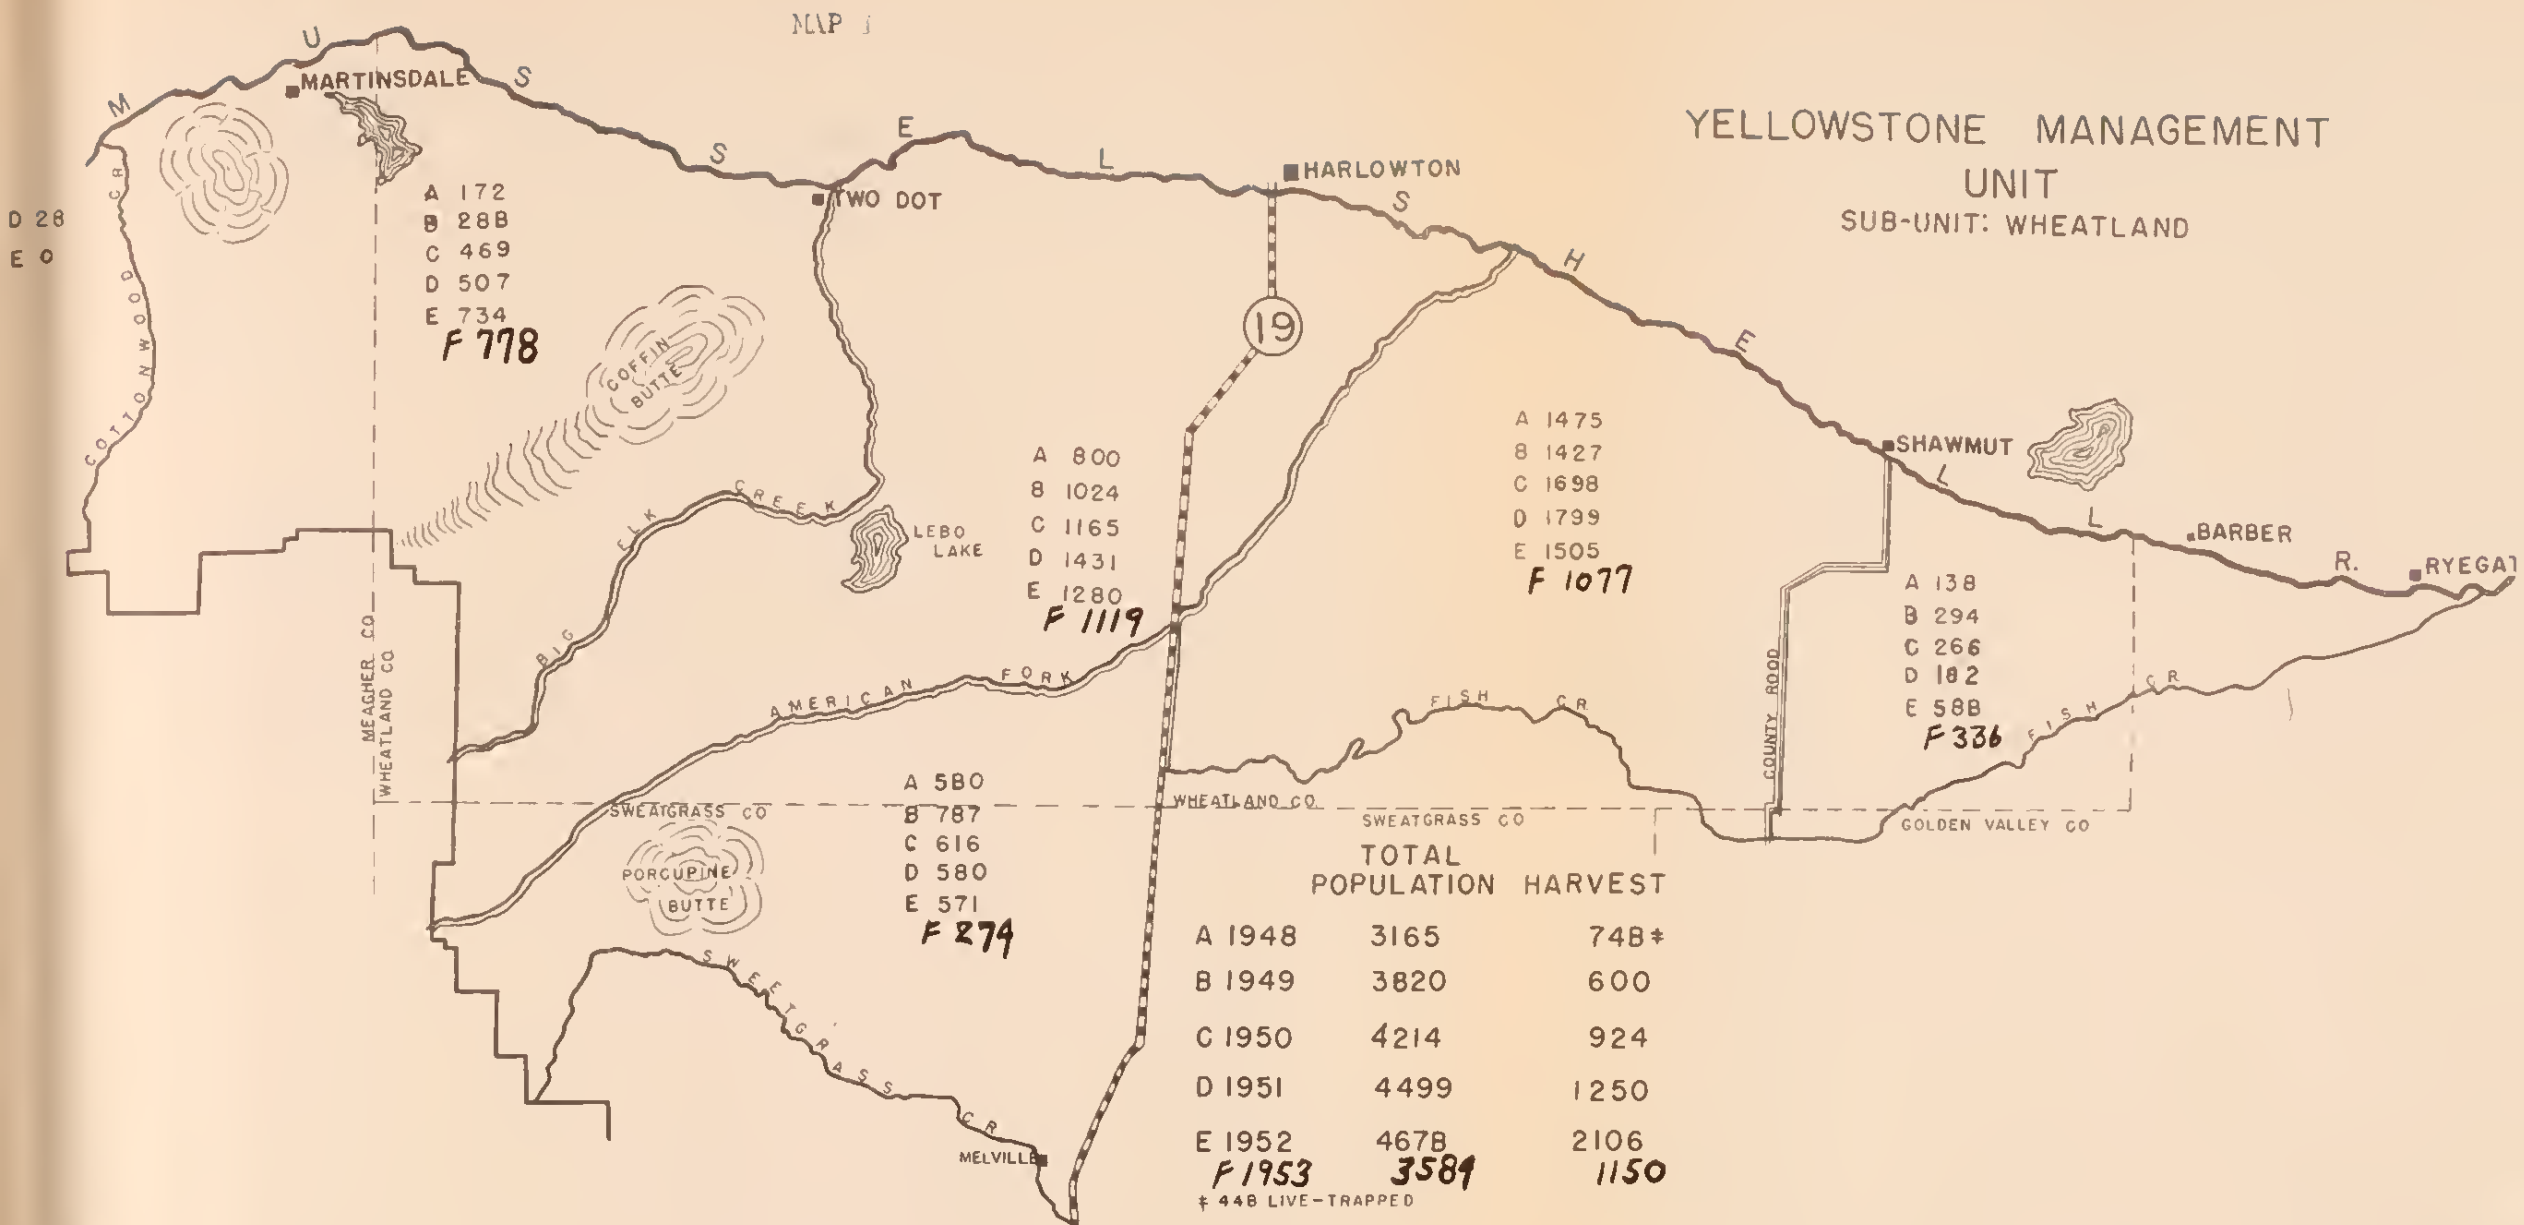 MAP
YELLOWSTONE MANAGEMENT
UNIT
SUB-UNIT: WHEATLAND
MUSSELSHELL R.
MARTINSDALE
TWO DOT
HARLOWTON
SHAWMUT
BARBER
RYEGAT
D 28
E 0
COTTONWOOD CR
A 172
B 288
C 469
D 507
E 734
F 778
COFFIN
BUTTE
19
BIG ELK CREEK
LEBO
LAKE
A 800
B 1024
C 1165
D 1431
E 1280
F 1119
A 1475
B 1427
C 1698
D 1799
E 1505
F 1077
A 138
B 294
C 266
D 182
E 588
F 336
MEAGHER CO
WHEATLAND CO
AMERICAN FORK
FISH CR
COUNTY ROOD
FISH CR
SWEATGRASS CO
WHEATLAND CO
SWEATGRASS CO
GOLDEN VALLEY CO
A 580
B 787
C 616
D 580
E 571
F 274
PORCUPINE
BUTTE
SWEETGRASS CR
MELVILLE
TOTAL
POPULATION HARVEST
A 1948 3165 748‡
B 1949 3820 600
C 1950 4214 924
D 1951 4499 1250
E 1952 4678 2106
F 1953 3584 1150
‡ 448 LIVE-TRAPPED